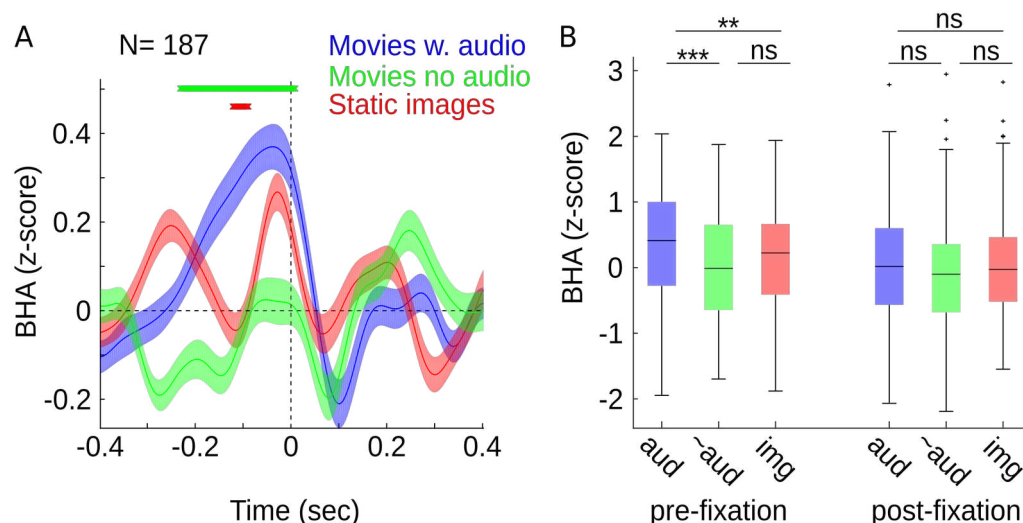 A
N= 187
Movies w. audio
Movies no audio
Static images
BHA (z-score)
0.4
0.2
0
-0.2
-0.4
-0.2
0
0.2
0.4
Time (sec)
B
**
***
ns
ns
ns
ns
BHA (z-score)
3
2
1
0
-1
-2
aud
~aud
img
aud
~aud
img
pre-fixation
post-fixation